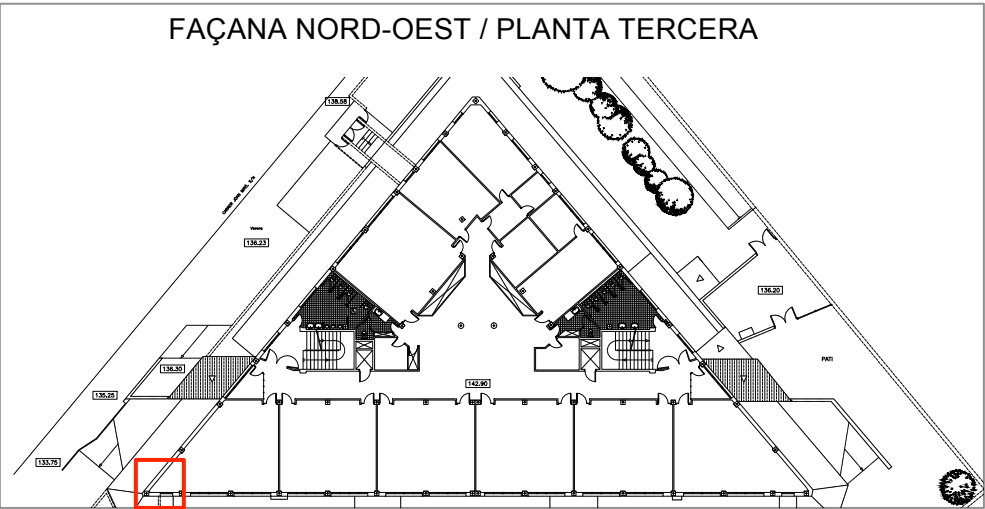 FAÇANA NORD-OEST / PLANTA TERCERA
138.58
Vorera
136.23
136.20
PATI
136.30
142.90
135.25
133.75